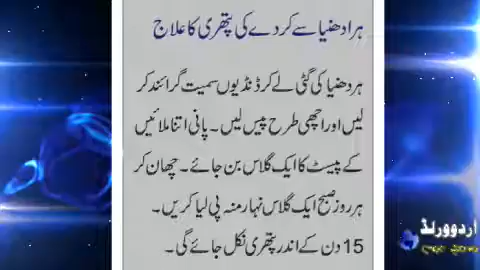 ہرا دھنیا سے گردے کی پتھری کا علاج
ہرو دھنیا کی گٹی لے کر ڈنڈیوں سمیت گرائنڈ کر
لیں اور اچھی طرح پیس لیں۔ پانی اتنا ملائیں
کے پیسٹ کا ایک گلاس بن جائے۔ چھان کر
ہر روز صبح ایک گلاس نہار منہ پی لیا کریں۔
15 دن کے اندر پتھری نکل جائے گی۔
اردو ورلڈ